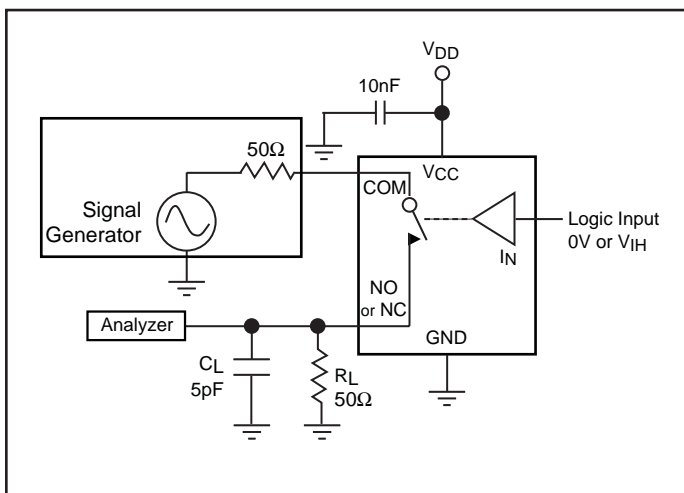 VDD
10nF
50Ω
VCC
COM
Signal
Generator
Logic Input
0V or VIH
IN
NO
or NC
Analyzer
GND
CL
5pF
RL
50Ω